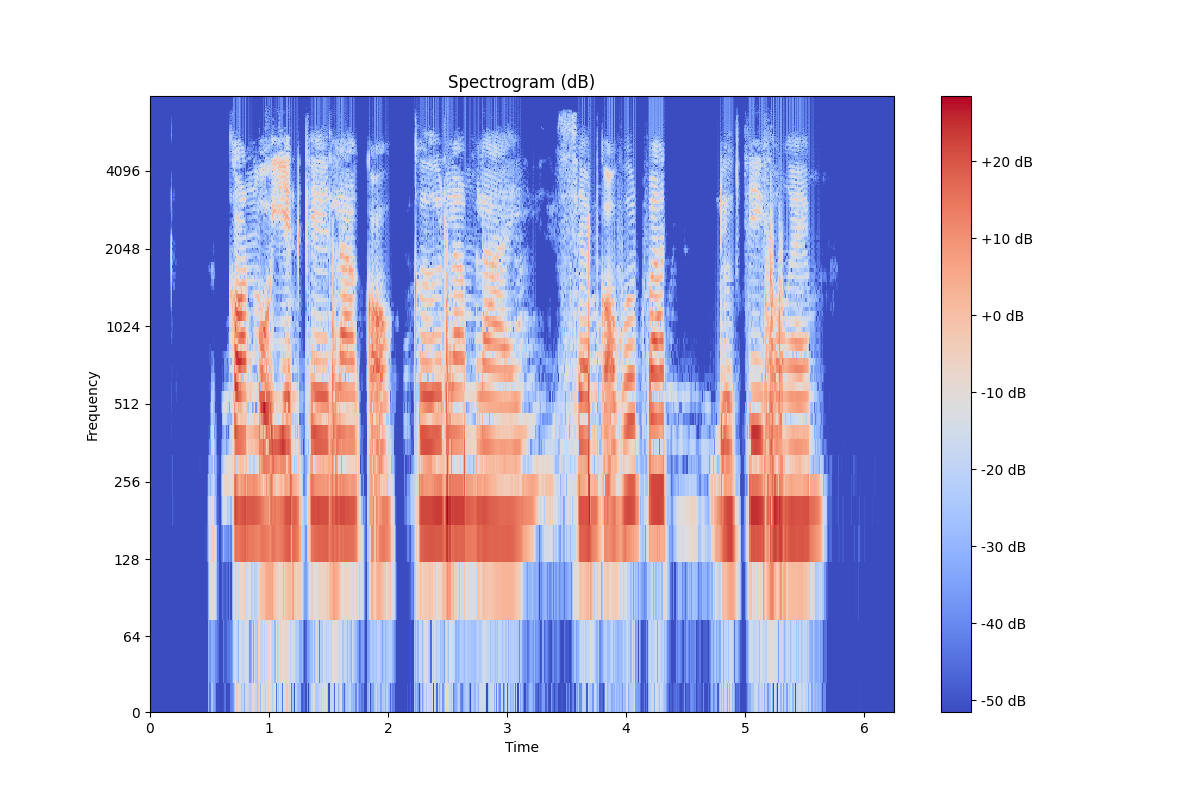 Spectrogram (dB)
Frequency
4096
2048
1024
512
256
128
64
0
0 1 2 3 4 5 6
Time
+20 dB
+10 dB
+0 dB
-10 dB
-20 dB
-30 dB
-40 dB
-50 dB